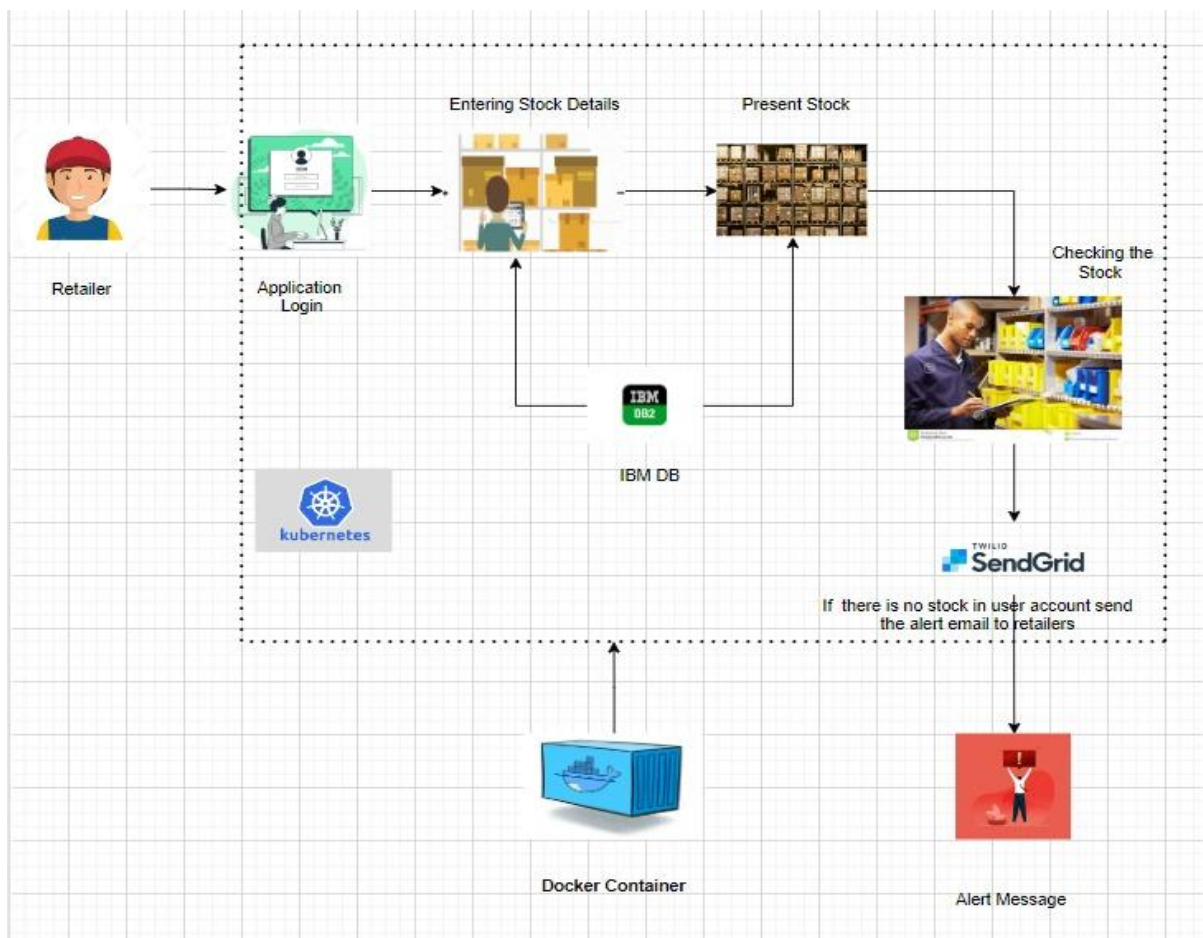 Entering Stock Details
Present Stock
Retailer
Application
Login
Checking the
Stock
IBM
DB2
IBM DB
kubernetes
TWILIO
SendGrid
If there is no stock in user account send
the alert email to retailers
Docker Container
Alert Message